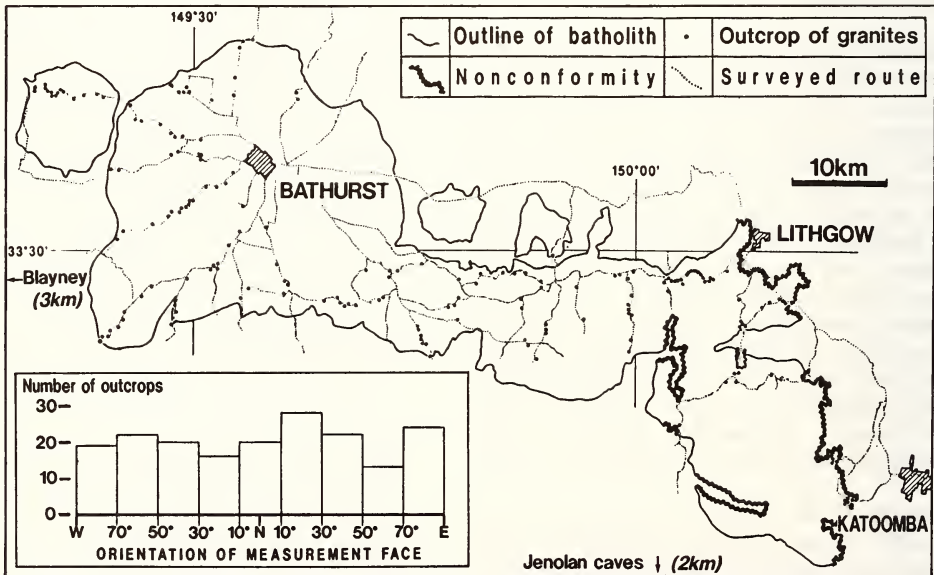 149°30'
Outline of batholith
Outcrop of granites
Nonconformity
Surveyed route
150°00'
10km
BATHURST
LITHGOW
33°30'
Blayney
(3km)
Number of outcrops
30
20
10
0
W 70° 50° 30° 10° N 10° 30° 50° 70° E
ORIENTATION OF MEASUREMENT FACE
KATOOMBA
Jenolan caves ↓ (2km)